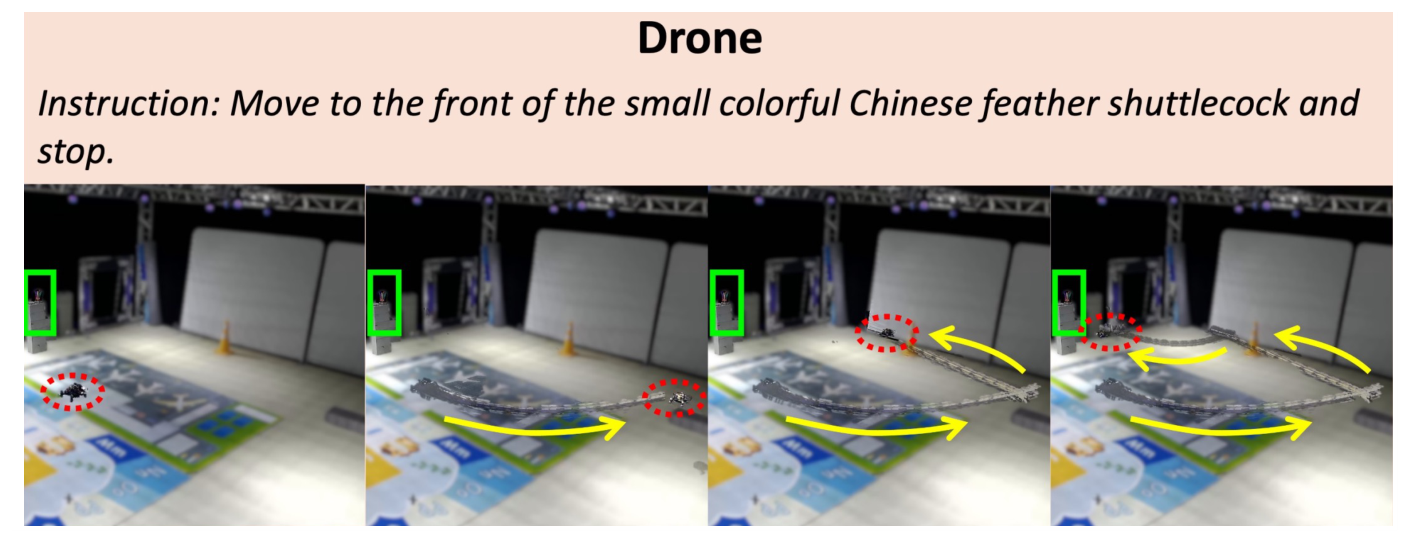 Drone
Instruction: Move to the front of the small colorful Chinese feather shuttlecock and
stop.